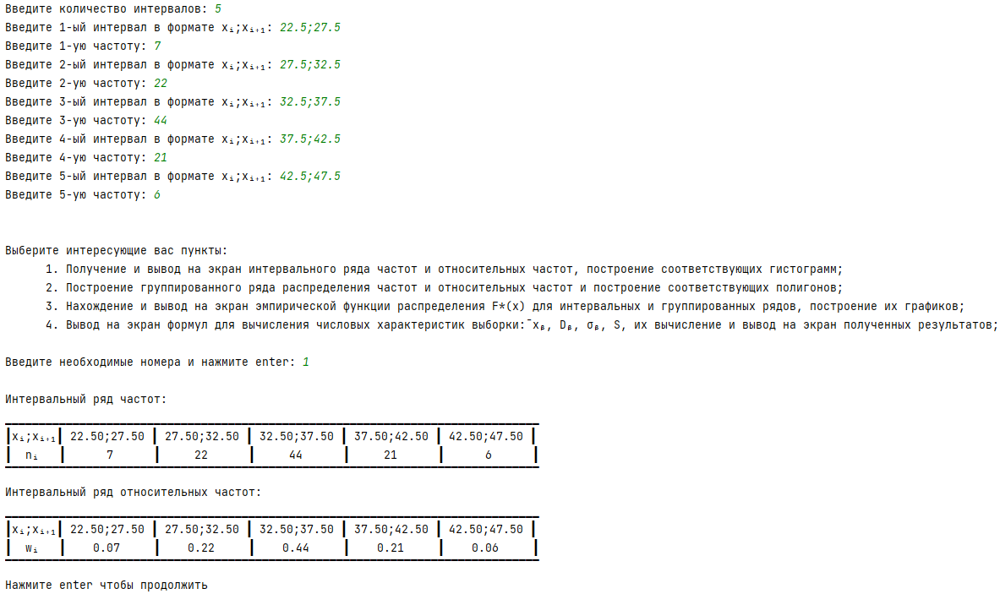 Введите количество интервалов: 5
Введите 1-ый интервал в формате xᵢ;xᵢ₊₁: 22.5;27.5
Введите 1-ую частоту: 7
Введите 2-ый интервал в формате xᵢ;xᵢ₊₁: 27.5;32.5
Введите 2-ую частоту: 22
Введите 3-ый интервал в формате xᵢ;xᵢ₊₁: 32.5;37.5
Введите 3-ую частоту: 44
Введите 4-ый интервал в формате xᵢ;xᵢ₊₁: 37.5;42.5
Введите 4-ую частоту: 21
Введите 5-ый интервал в формате xᵢ;xᵢ₊₁: 42.5;47.5
Введите 5-ую частоту: 6
Выберите интересующие вас пункты:
1. Получение и вывод на экран интервального ряда частот и относительных частот, построение соответствующих гистограмм;
2. Построение группированного ряда распределения частот и относительных частот и построение соответствующих полигонов;
3. Нахождение и вывод на экран эмпирической функции распределения F*(x) для интервальных и группированных рядов, построение их графиков;
4. Вывод на экран формул для вычисления числовых характеристик выборки:¯xᵦ, Dᵦ, σᵦ, S, их вычисление и вывод на экран полученных результатов;
Введите необходимые номера и нажмите enter: 1
Интервальный ряд частот:
xᵢ;xᵢ₊₁ 22.50;27.50 27.50;32.50 32.50;37.50 37.50;42.50 42.50;47.50
nᵢ 7 22 44 21 6
Интервальный ряд относительных частот:
xᵢ;xᵢ₊₁ 22.50;27.50 27.50;32.50 32.50;37.50 37.50;42.50 42.50;47.50
wᵢ 0.07 0.22 0.44 0.21 0.06
Нажмите enter чтобы продолжить